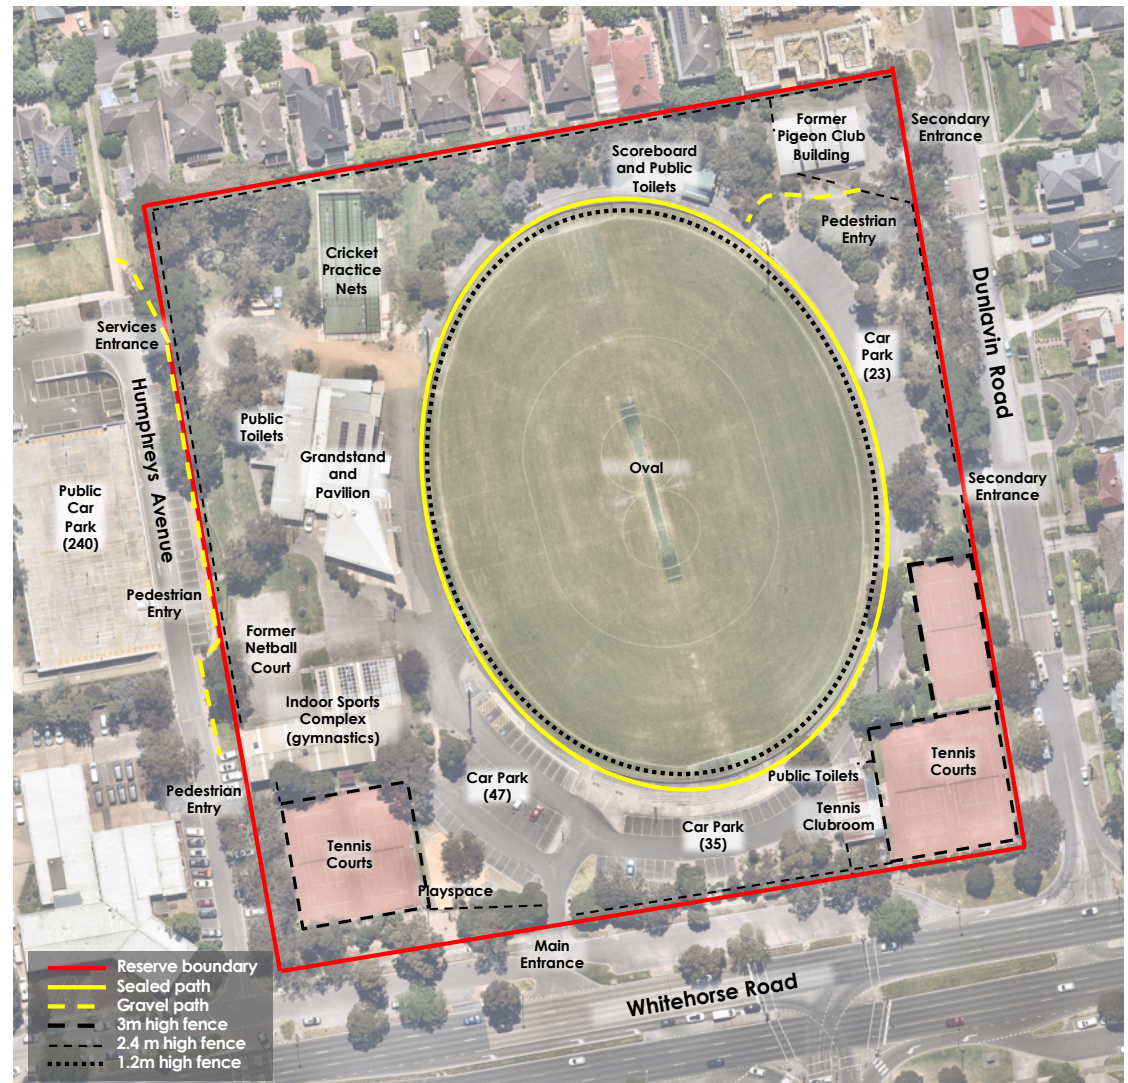 Former
Pigeon Club
Building
Secondary
Entrance
Scoreboard
and Public
Toilets
Pedestrian
Entry
Cricket
Practice
Nets
Dunlavin Road
Services
Entrance
Car
Park
(23)
Humphreys Avenue
Public
Toilets
Grandstand
and
Pavilion
Oval
Secondary
Entrance
Public
Car
Park
(240)
Pedestrian
Entry
Former
Netball
Court
Indoor Sports
Complex
(gymnastics)
Tennis
Courts
Public Toilets
Car Park
(47)
Pedestrian
Entry
Tennis
Clubroom
Car Park
(35)
Tennis
Courts
Playspace
Main
Entrance
Whitehorse Road
Reserve boundary
Sealed path
Gravel path
3m high fence
2.4 m high fence
1.2m high fence